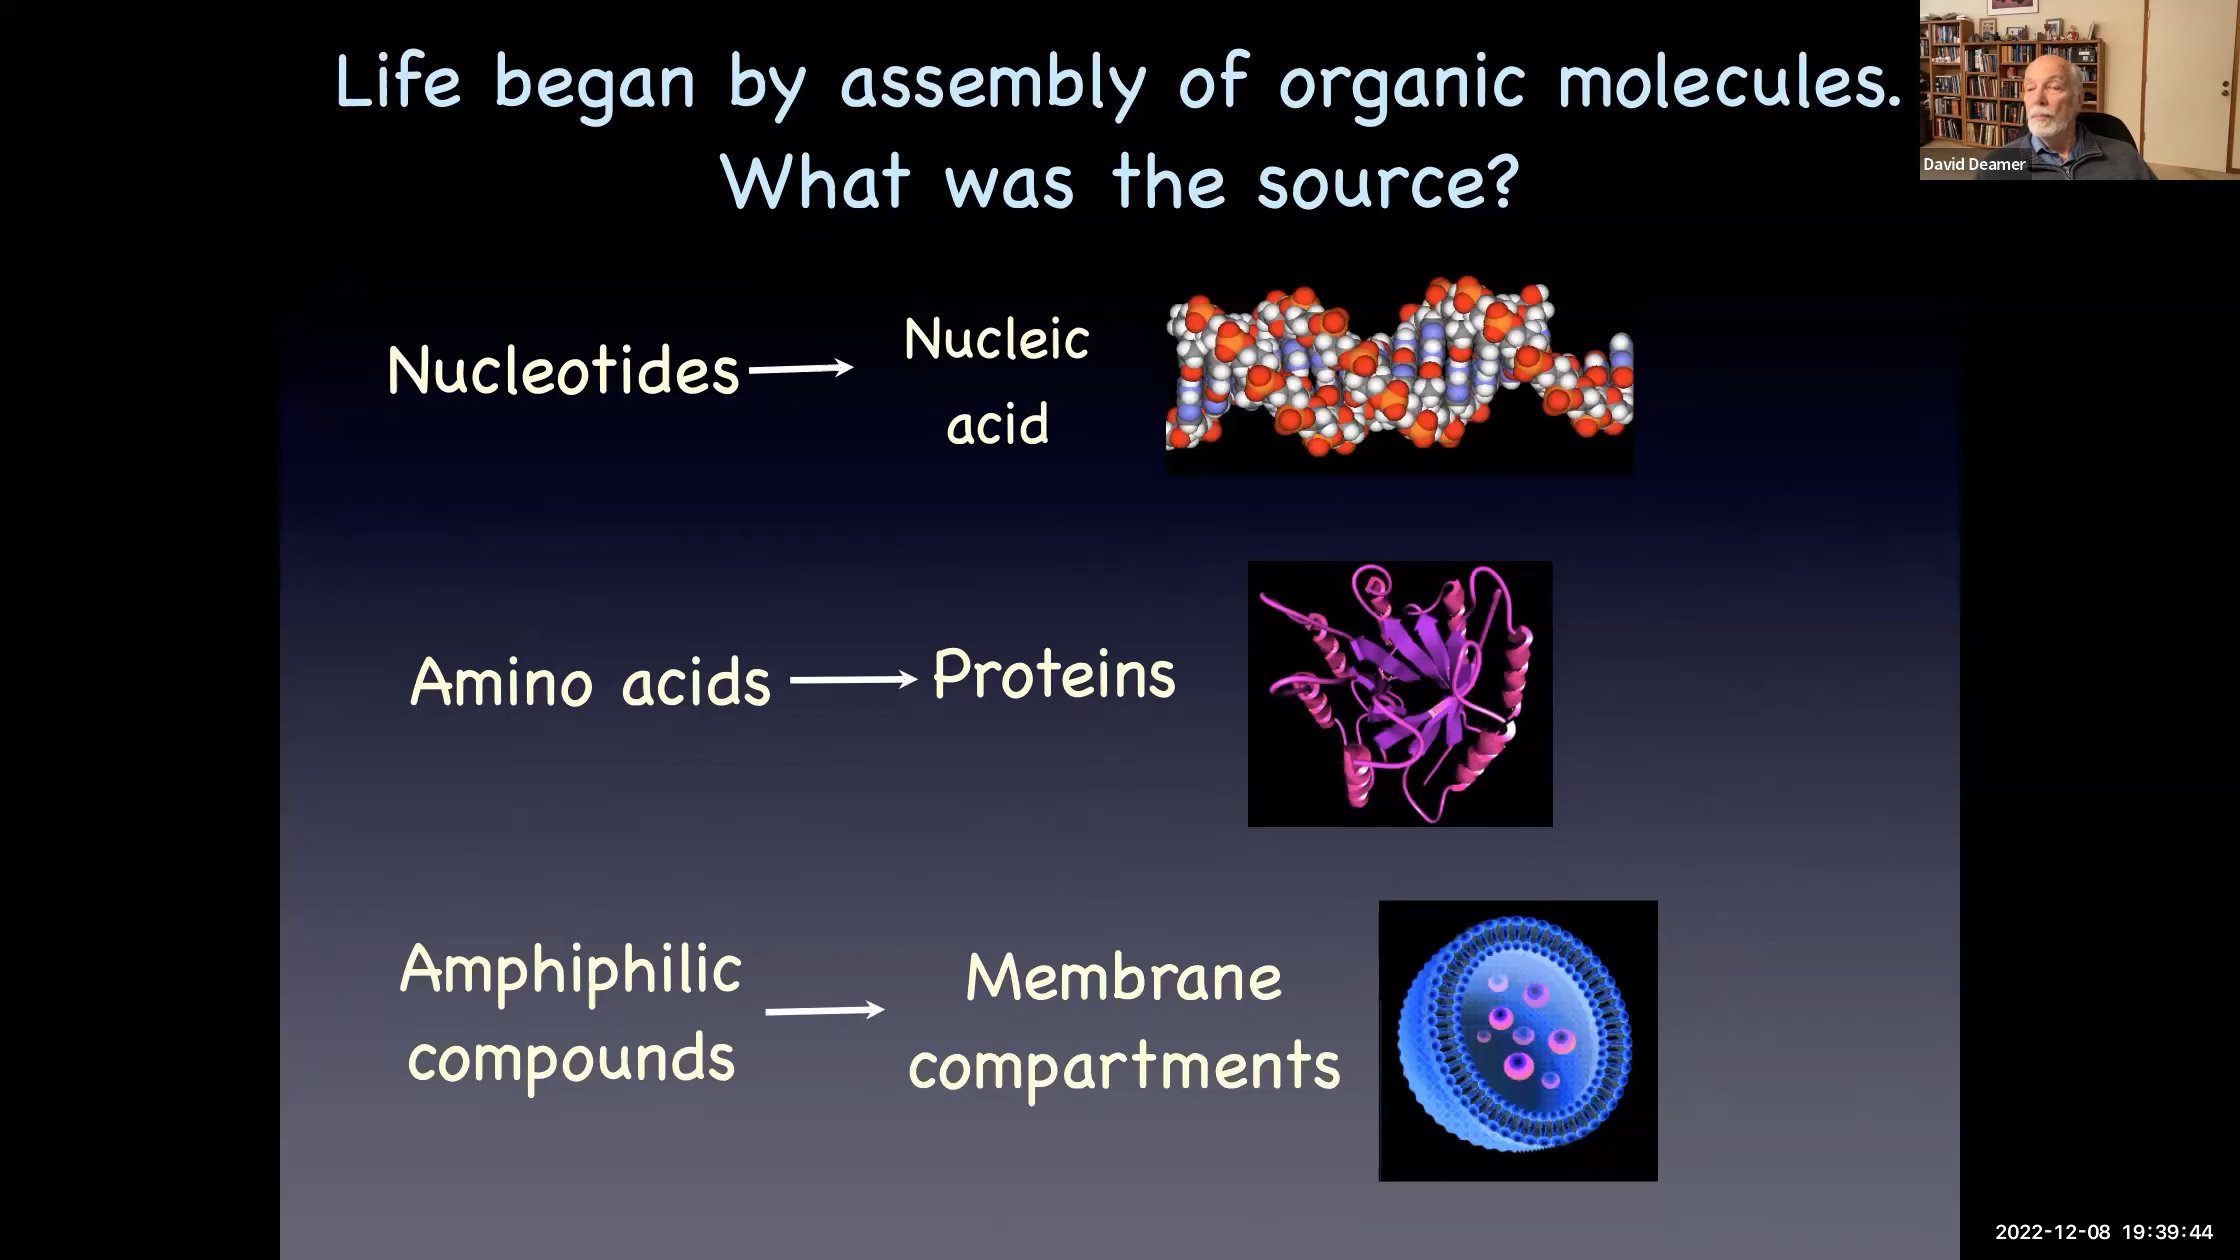 Life began by assembly of organic molecules.
What was the source?
David Deamer
Nucleotides
Nucleic
acid
Amino acids
Proteins
Amphiphilic
compounds
Membrane
compartments
2022-12-08 19:39:44